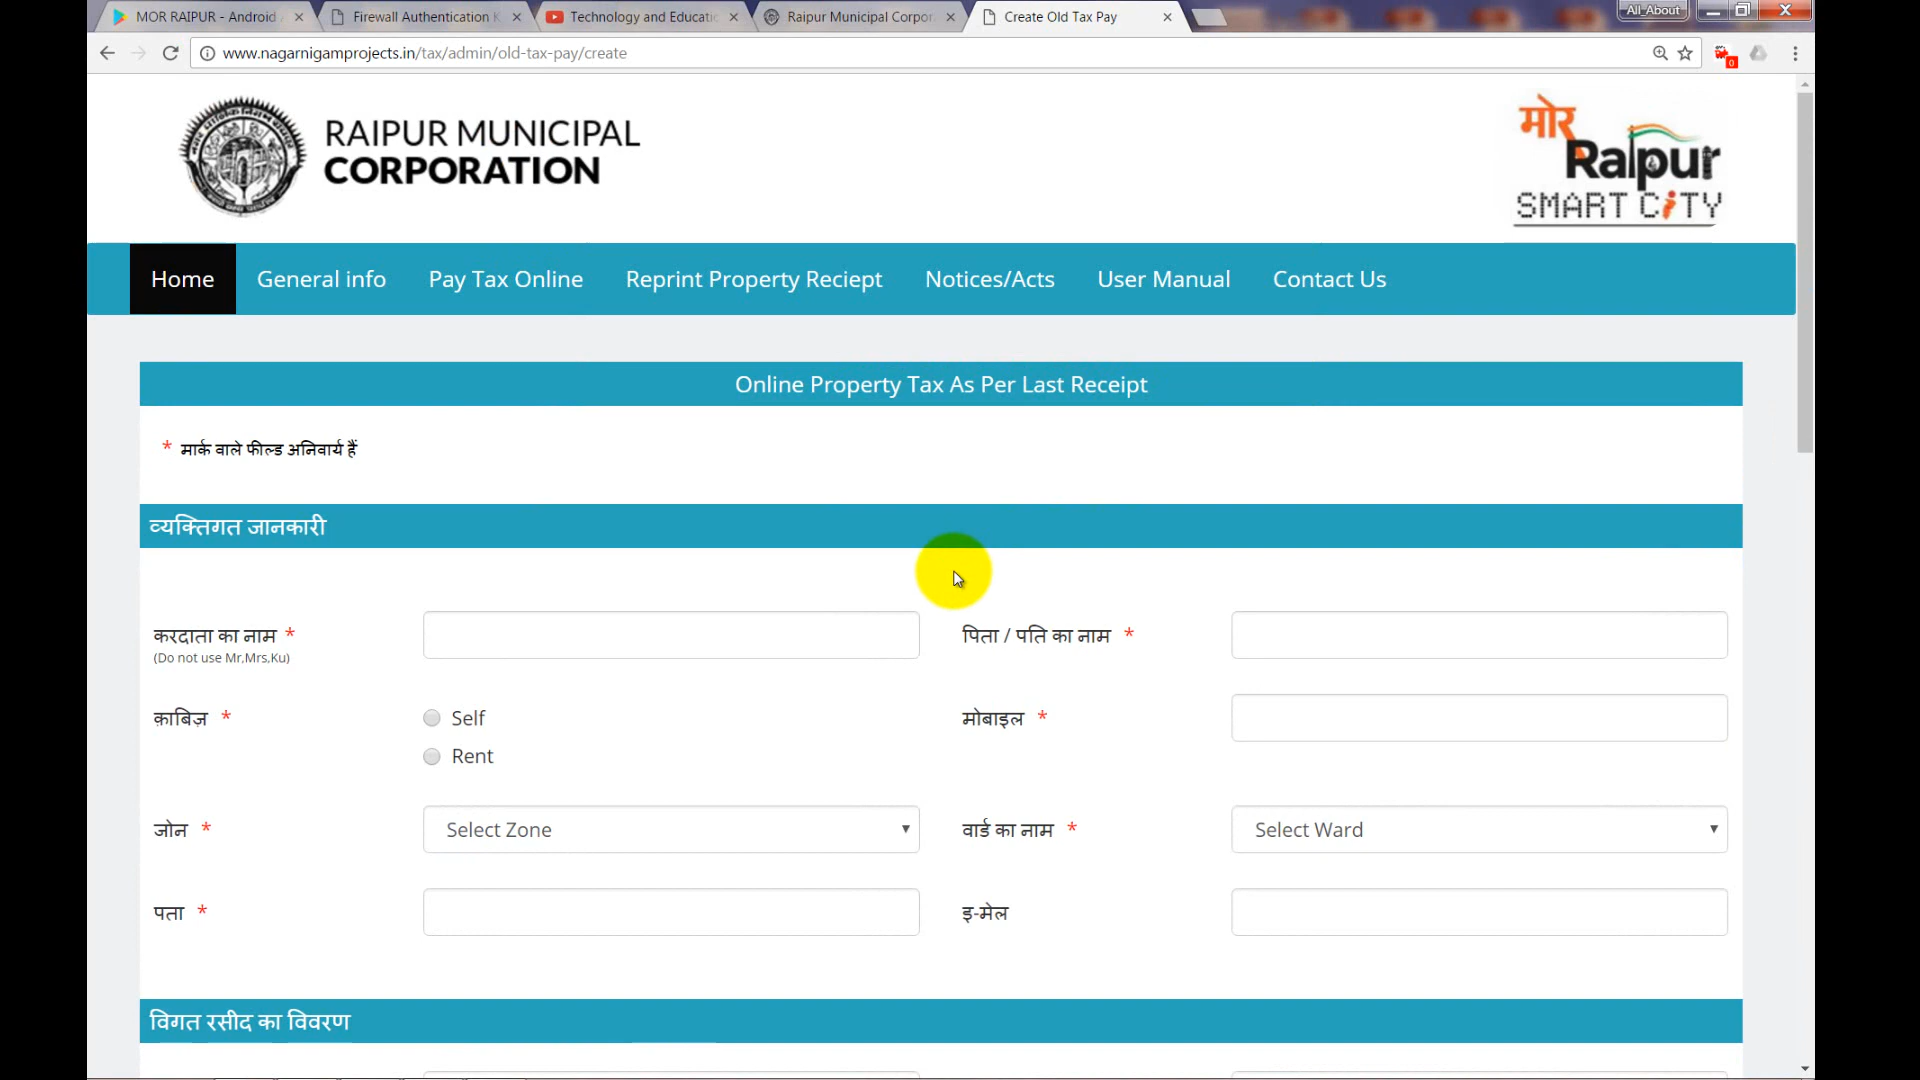 MOR RAIPUR - Android
Firewall Authentication K
Technology and Educatio
Raipur Municipal Corpor
Create Old Tax Pay
All_About
www.nagarnigamprojects.in/tax/admin/old-tax-pay/create
0
RAIPUR MUNICIPAL
CORPORATION
मोर
Raipur
SMART CiTY
Home
General info
Pay Tax Online
Reprint Property Reciept
Notices/Acts
User Manual
Contact Us
Online Property Tax As Per Last Receipt
* मार्क वाले फील्ड अनिवार्य हैं
व्यक्तिगत जानकारी
करदाता का नाम *
(Do not use Mr,Mrs,Ku)
पिता / पति का नाम *
क़ाबिज़ *
Self
Rent
मोबाइल *
जोन *
Select Zone
वार्ड का नाम *
Select Ward
पता *
इ-मेल
विगत रसीद का विवरण